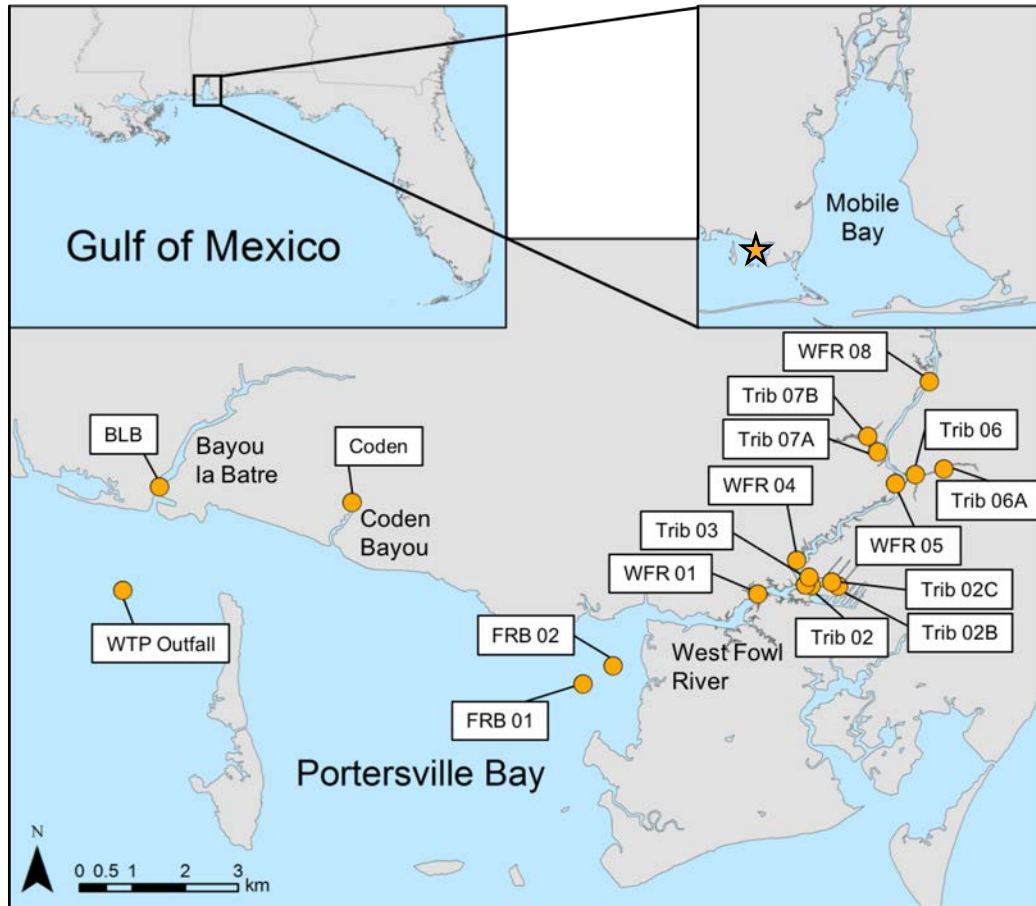 Gulf of Mexico
Mobile
Bay
WFR 08
Trib 07B
Trib 06
Trib 07A
BLB
Bayou
la Batre
Coden
WFR 04
Trib 06A
Coden
Bayou
Trib 03
WFR 05
WFR 01
Trib 02C
WTP Outfall
FRB 02
Trib 02
Trib 02B
West Fowl
River
FRB 01
Portersville Bay
N
0 0.5 1 2 3
km